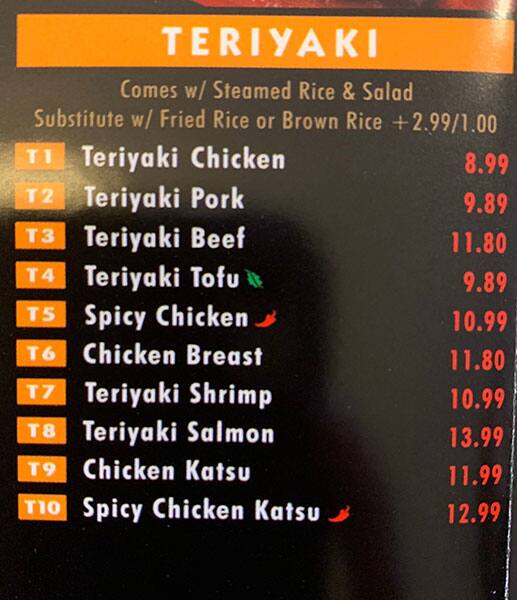 TERIYAKI
Comes w/ Steamed Rice & Salad
Substitute w/ Fried Rice or Brown Rice +2.99/1.00
T1 Teriyaki Chicken 8.99
T2 Teriyaki Pork 9.89
T3 Teriyaki Beef 11.80
T4 Teriyaki Tofu 9.89
T5 Spicy Chicken 10.99
T6 Chicken Breast 11.80
T7 Teriyaki Shrimp 10.99
T8 Teriyaki Salmon 13.99
T9 Chicken Katsu 11.99
T10 Spicy Chicken Katsu 12.99